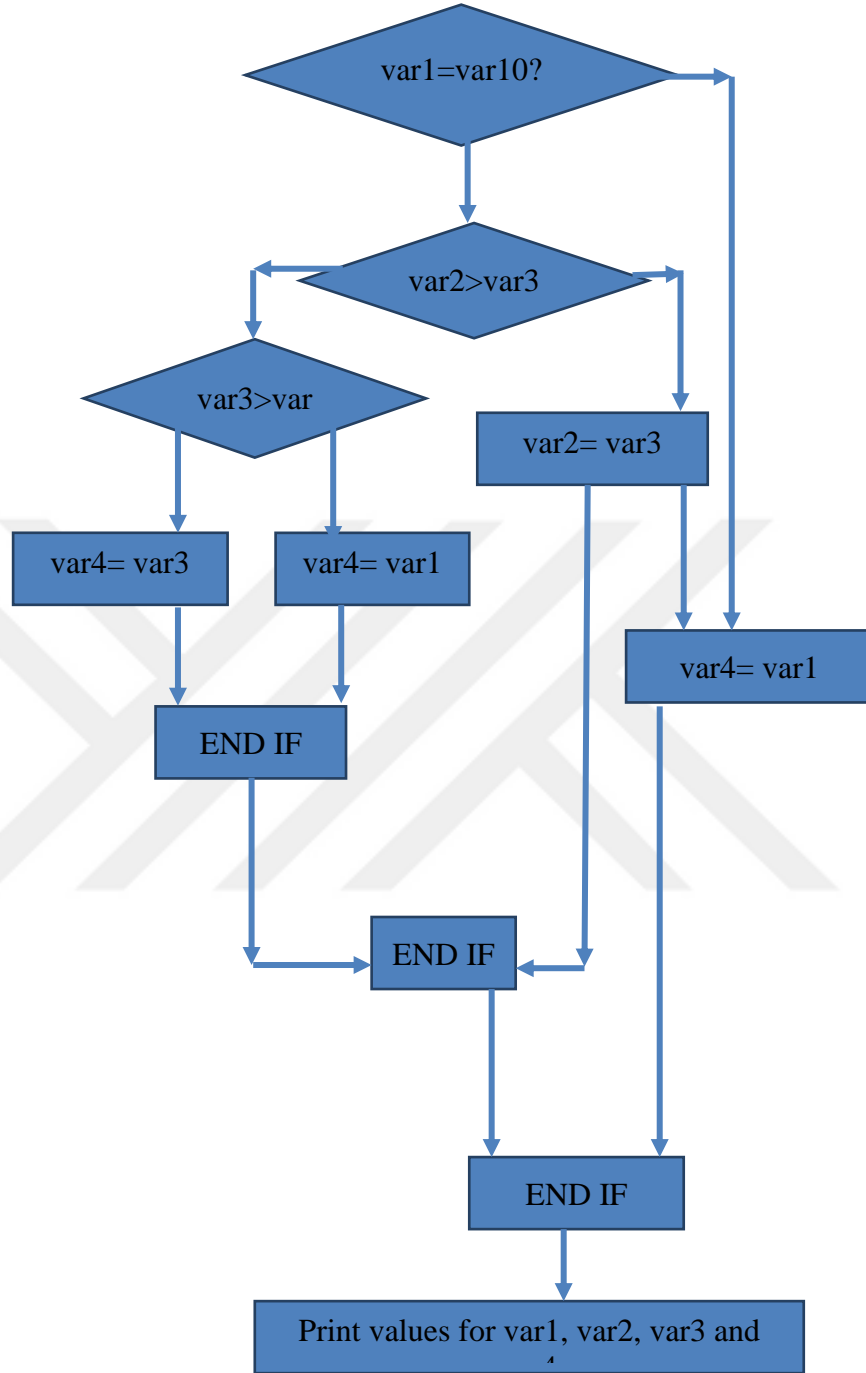 var1=var10?
var2>var3
var3>var
var2= var3
var4= var3
var4= var1
var4= var1
END IF
END IF
END IF
Print values for var1, var2, var3 and